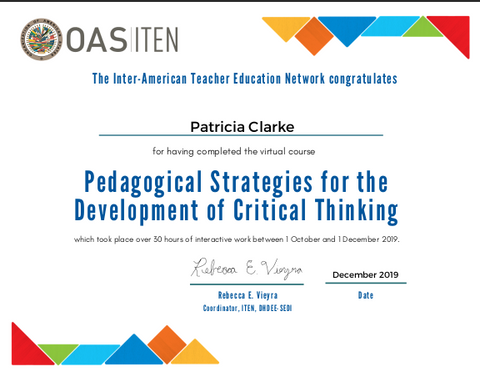 OAS|ITEN
The Inter-American Teacher Education Network congratulates
Patricia Clarke
for having completed the virtual course
Pedagogical Strategies for the
Development of Critical Thinking
which took place over 30 hours of interactive work between 1 October and 1 December 2019.
Rebecca E. Vieyra
December 2019
Rebecca E. Vieyra
Date
Coordinator, ITEN, DHDEE-SEDI